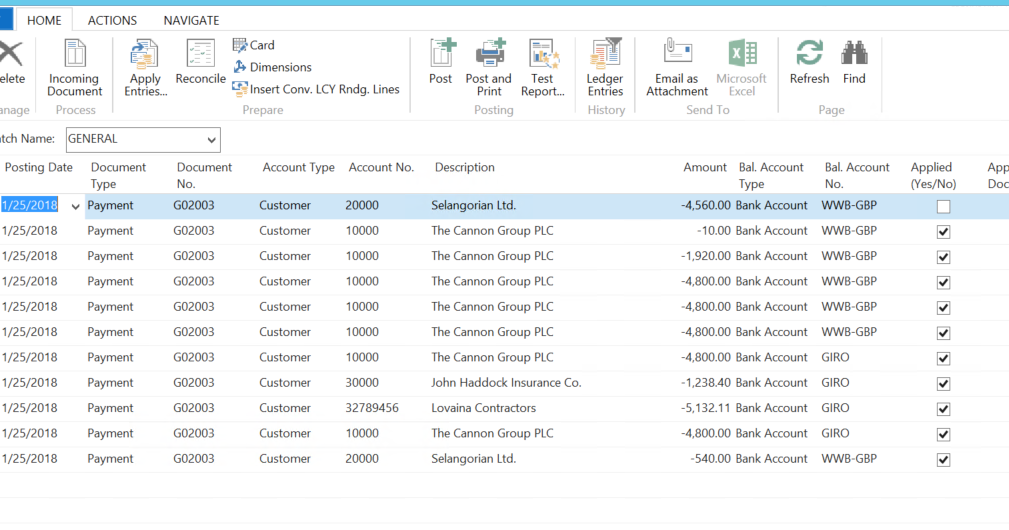 HOME ACTIONS NAVIGATE
elete Incoming Document Apply Entries... Reconcile Card
Dimensions
Insert Conv. LCY Rndg. Lines
Post Post and Print Test Report... Ledger Entries Email as Attachment Microsoft Excel Refresh Find
anage Process Prepare Posting History Send To Page
atch Name: GENERAL
Posting Date Document Type Document No. Account Type Account No. Description Amount Bal. Account Type Bal. Account No. Applied (Yes/No) App Doc
1/25/2018 Payment G02003 Customer 20000 Selangorian Ltd. -4,560.00 Bank Account WWB-GBP
1/25/2018 Payment G02003 Customer 10000 The Cannon Group PLC -10.00 Bank Account WWB-GBP
1/25/2018 Payment G02003 Customer 10000 The Cannon Group PLC -1,920.00 Bank Account WWB-GBP
1/25/2018 Payment G02003 Customer 10000 The Cannon Group PLC -4,800.00 Bank Account WWB-GBP
1/25/2018 Payment G02003 Customer 10000 The Cannon Group PLC -4,800.00 Bank Account WWB-GBP
1/25/2018 Payment G02003 Customer 10000 The Cannon Group PLC -4,800.00 Bank Account WWB-GBP
1/25/2018 Payment G02003 Customer 10000 The Cannon Group PLC -4,800.00 Bank Account GIRO
1/25/2018 Payment G02003 Customer 30000 John Haddock Insurance Co. -1,238.40 Bank Account GIRO
1/25/2018 Payment G02003 Customer 32789456 Lovaina Contractors -5,132.11 Bank Account GIRO
1/25/2018 Payment G02003 Customer 10000 The Cannon Group PLC -4,800.00 Bank Account GIRO
1/25/2018 Payment G02003 Customer 20000 Selangorian Ltd. -540.00 Bank Account WWB-GBP